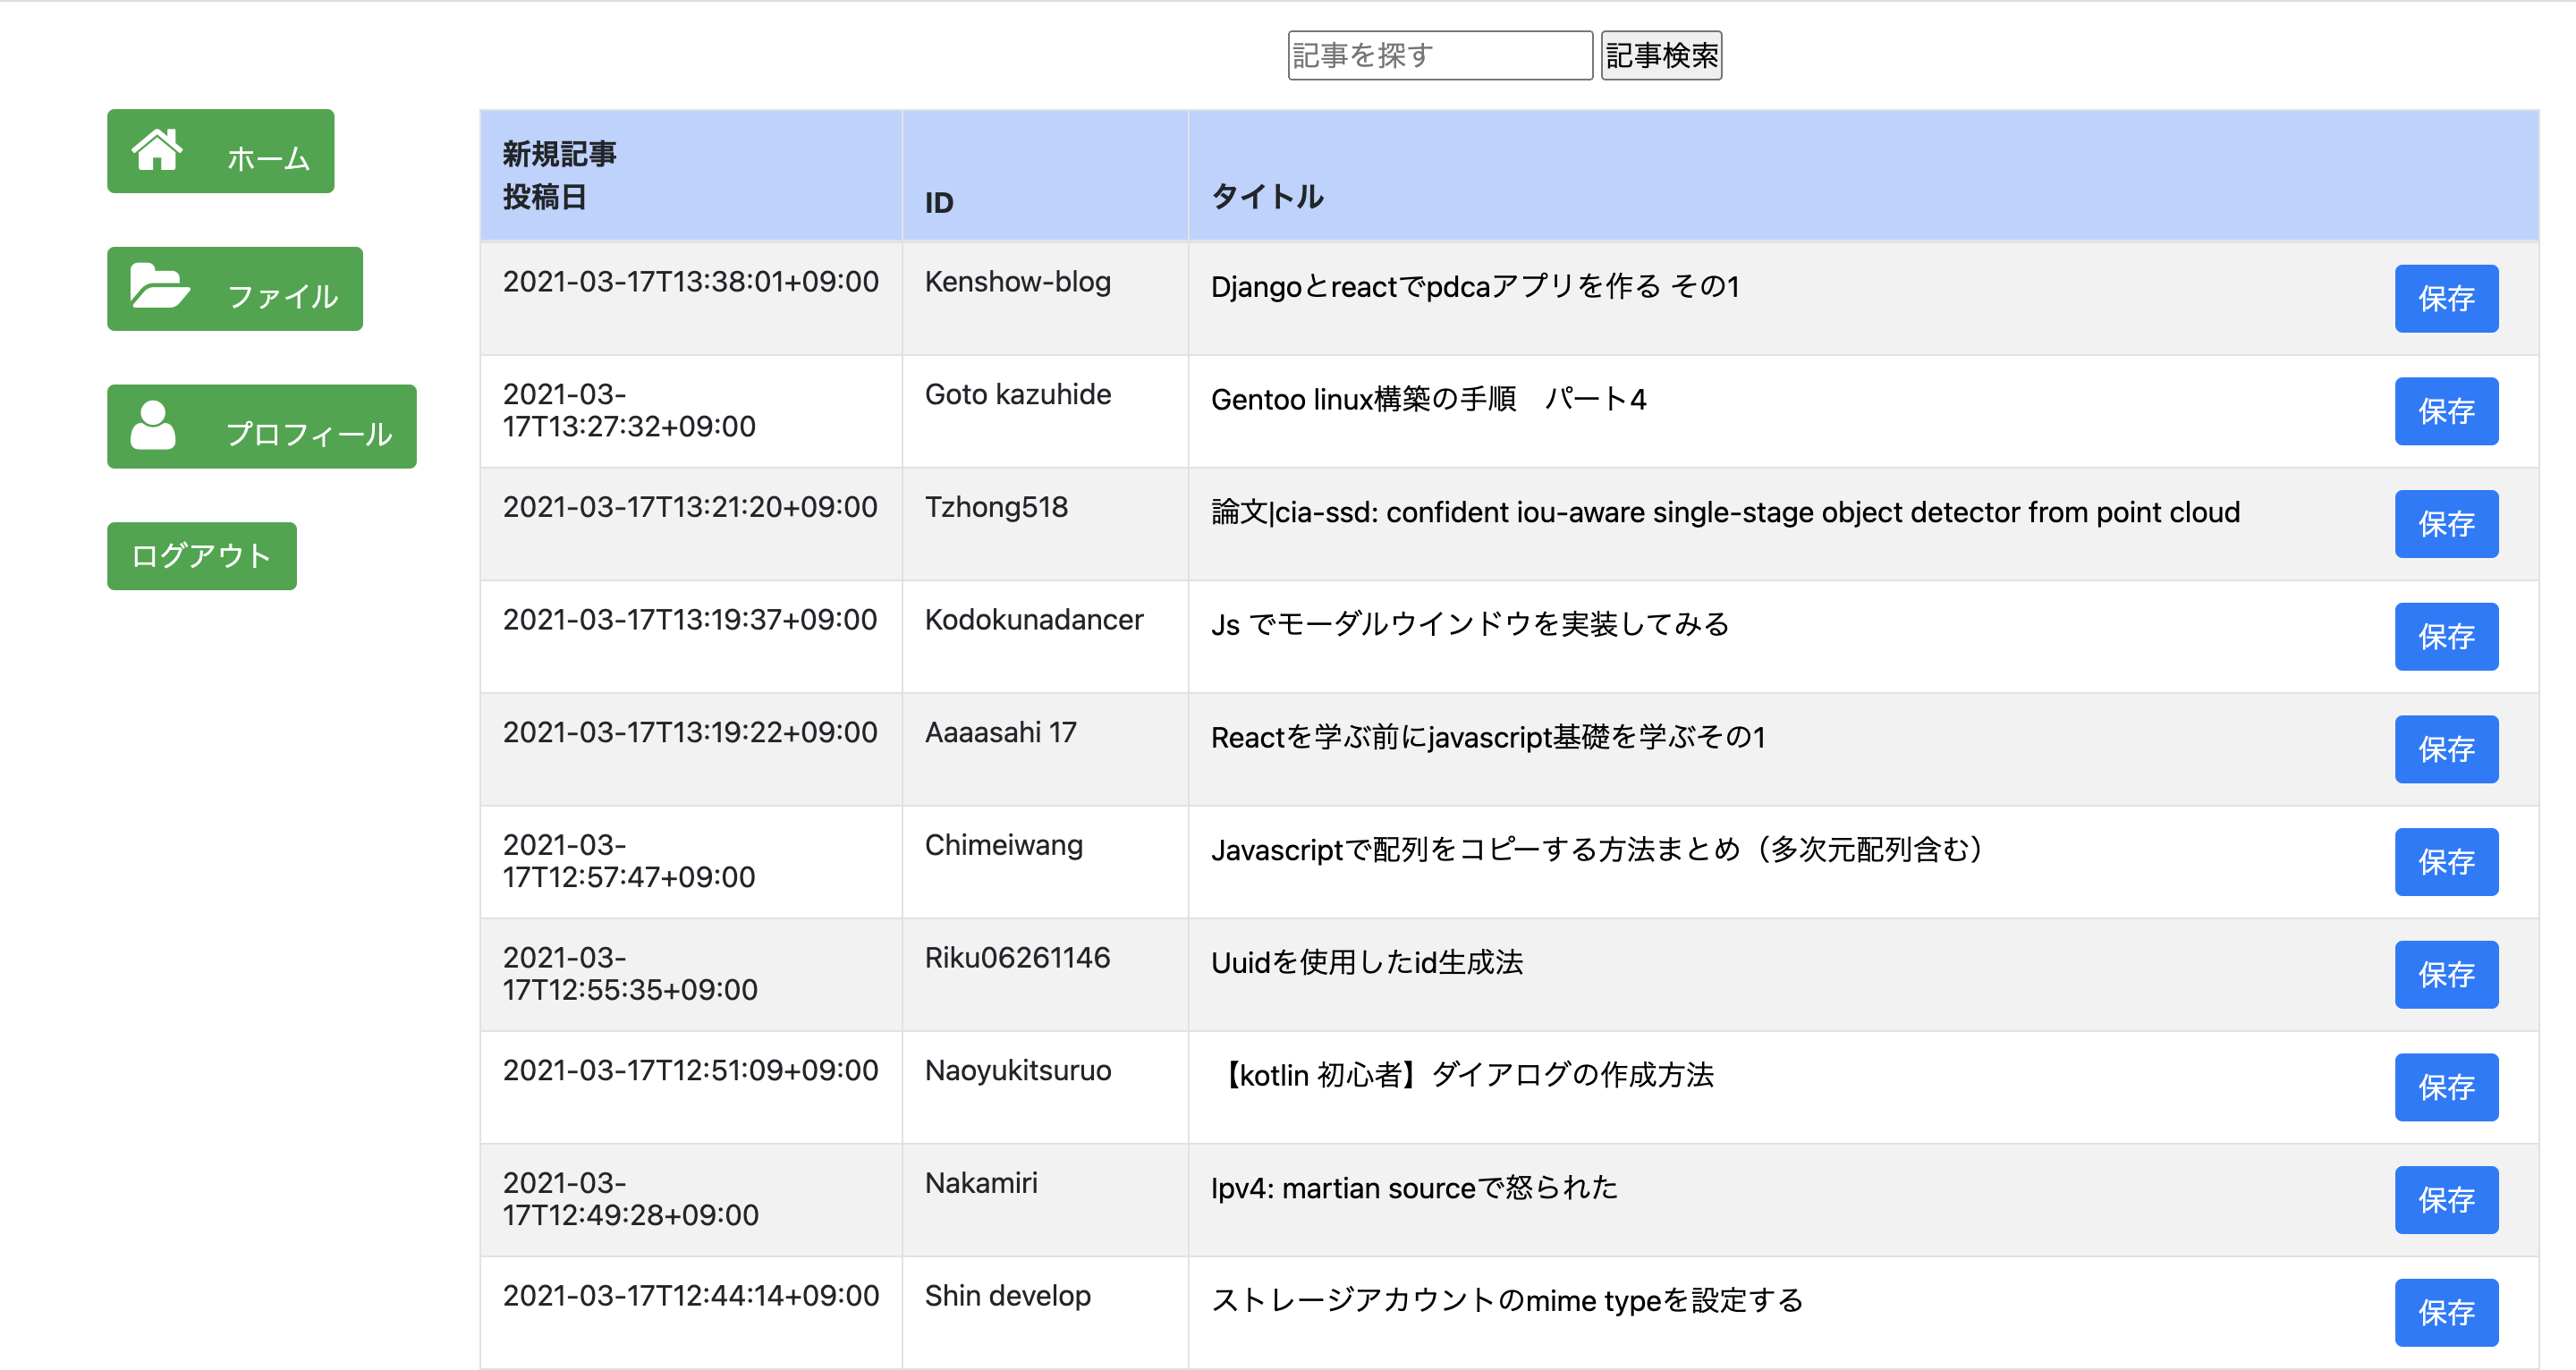 記事を探す 記事検索
ホーム
ファイル
プロフィール
ログアウト
新規記事
投稿日 ID タイトル
2021-03-17T13:38:01+09:00 Kenshow-blog Djangoとreactでpdcaアプリを作る その1 保存
2021-03-
17T13:27:32+09:00 Goto kazuhide Gentoo linux構築の手順　パート4 保存
2021-03-17T13:21:20+09:00 Tzhong518 論文|cia-ssd: confident iou-aware single-stage object detector from point cloud 保存
2021-03-17T13:19:37+09:00 Kodokunadancer Js でモーダルウインドウを実装してみる 保存
2021-03-17T13:19:22+09:00 Aaaasahi 17 Reactを学ぶ前にjavascript基礎を学ぶその1 保存
2021-03-
17T12:57:47+09:00 Chimeiwang Javascriptで配列をコピーする方法まとめ（多次元配列含む） 保存
2021-03-
17T12:55:35+09:00 Riku06261146 Uuidを使用したid生成法 保存
2021-03-17T12:51:09+09:00 Naoyukitsuruo 【kotlin 初心者】ダイアログの作成方法 保存
2021-03-
17T12:49:28+09:00 Nakamiri Ipv4: martian sourceで怒られた 保存
2021-03-17T12:44:14+09:00 Shin develop ストレージアカウントのmime typeを設定する 保存